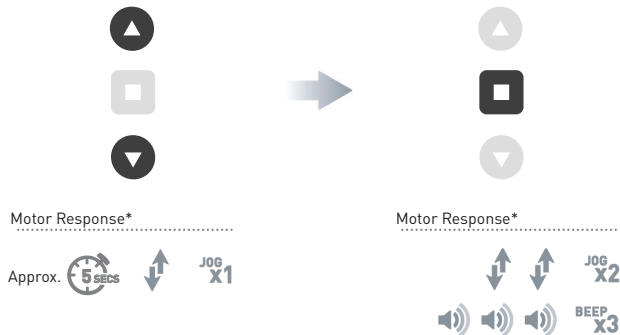 Motor Response*
Approx. 5 SECS JOG X1
Motor Response*
JOG X2
BEEP X3